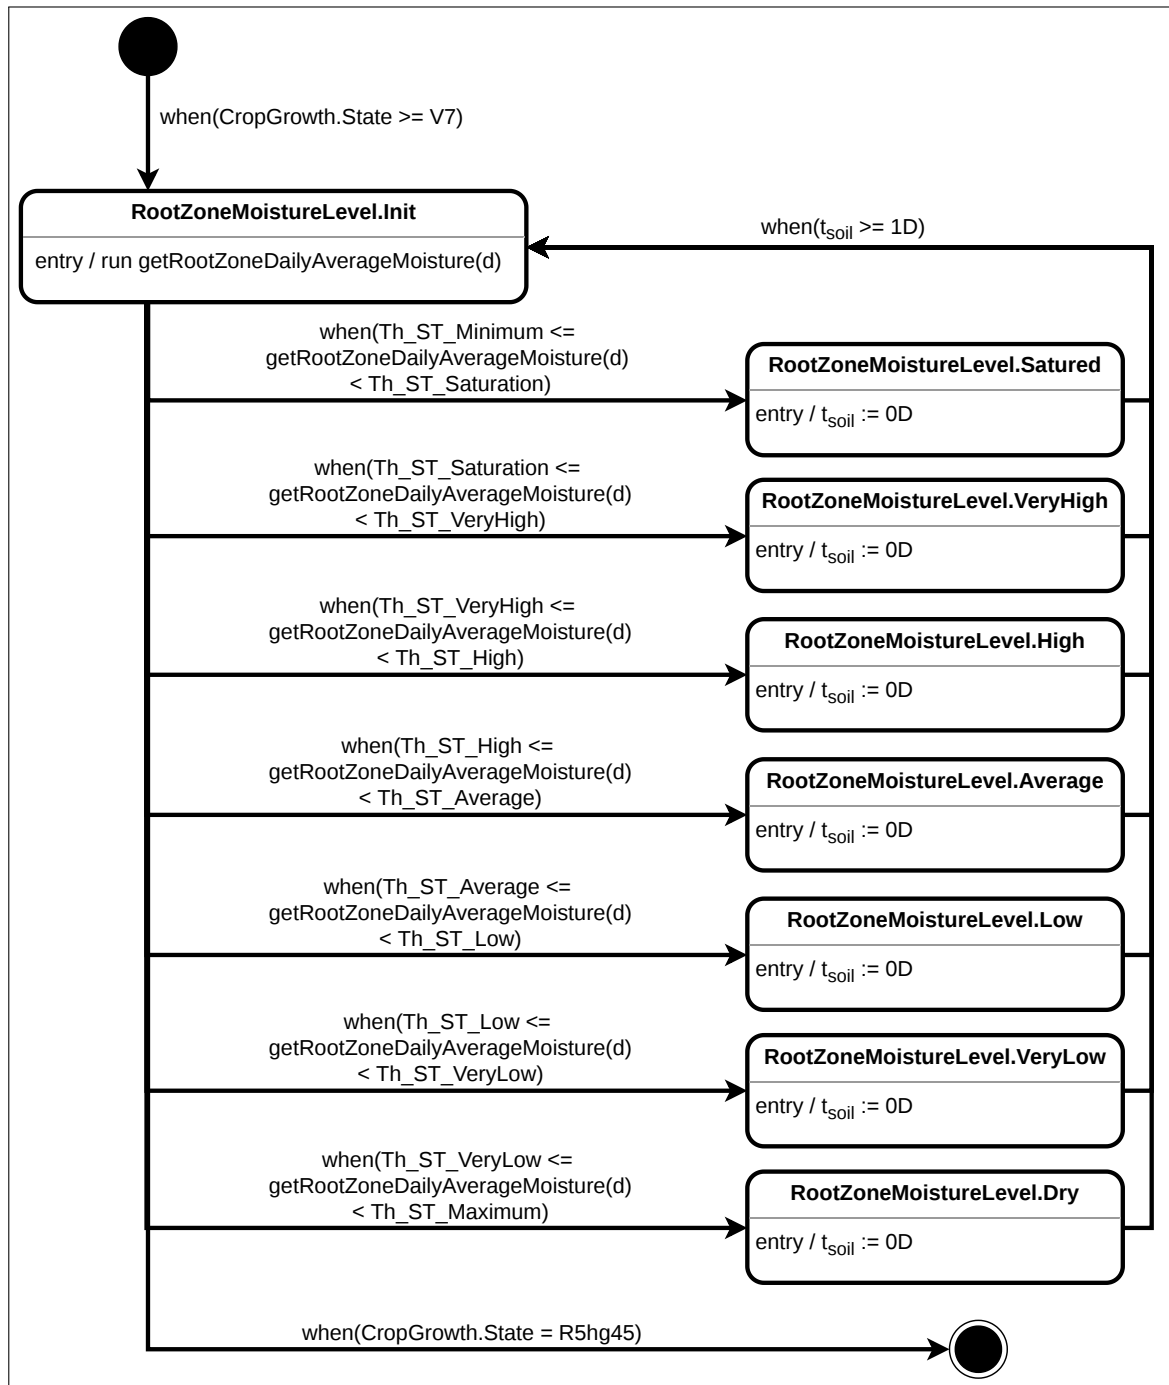 when(CropGrowth.State >= V7)
RootZoneMoistureLevel.Init
entry / run getRootZoneDailyAverageMoisture(d)
when(tsoil >= 1D)
when(Th_ST_Minimum <=
getRootZoneDailyAverageMoisture(d)
< Th_ST_Saturation)
RootZoneMoistureLevel.Satured
entry / tsoil := 0D
when(Th_ST_Saturation <=
getRootZoneDailyAverageMoisture(d)
< Th_ST_VeryHigh)
RootZoneMoistureLevel.VeryHigh
entry / tsoil := 0D
when(Th_ST_VeryHigh <=
getRootZoneDailyAverageMoisture(d)
< Th_ST_High)
RootZoneMoistureLevel.High
entry / tsoil := 0D
when(Th_ST_High <=
getRootZoneDailyAverageMoisture(d)
< Th_ST_Average)
RootZoneMoistureLevel.Average
entry / tsoil := 0D
when(Th_ST_Average <=
getRootZoneDailyAverageMoisture(d)
< Th_ST_Low)
RootZoneMoistureLevel.Low
entry / tsoil := 0D
when(Th_ST_Low <=
getRootZoneDailyAverageMoisture(d)
< Th_ST_VeryLow)
RootZoneMoistureLevel.VeryLow
entry / tsoil := 0D
when(Th_ST_VeryLow <=
getRootZoneDailyAverageMoisture(d)
< Th_ST_Maximum)
RootZoneMoistureLevel.Dry
entry / tsoil := 0D
when(CropGrowth.State = R5hg45)